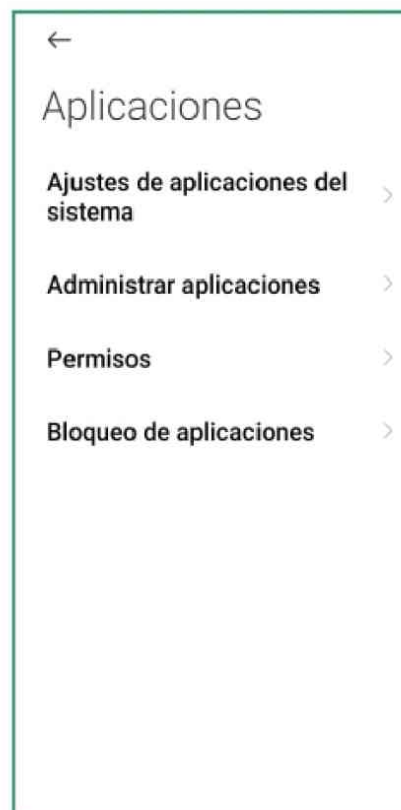 Aplicaciones
Ajustes de aplicaciones del
sistema
Administrar aplicaciones
Permisos
Bloqueo de aplicaciones